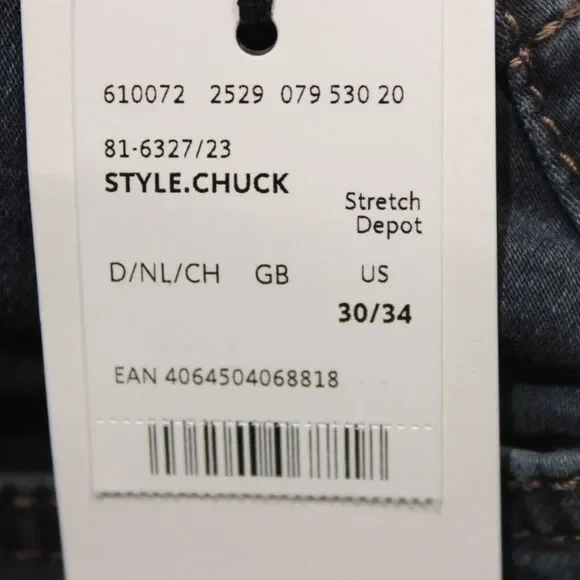 610072 2529 079 530 20
81-6327/23
STYLE.CHUCK
Stretch
Depot
D/NL/CH GB US
30/34
EAN 4064504068818